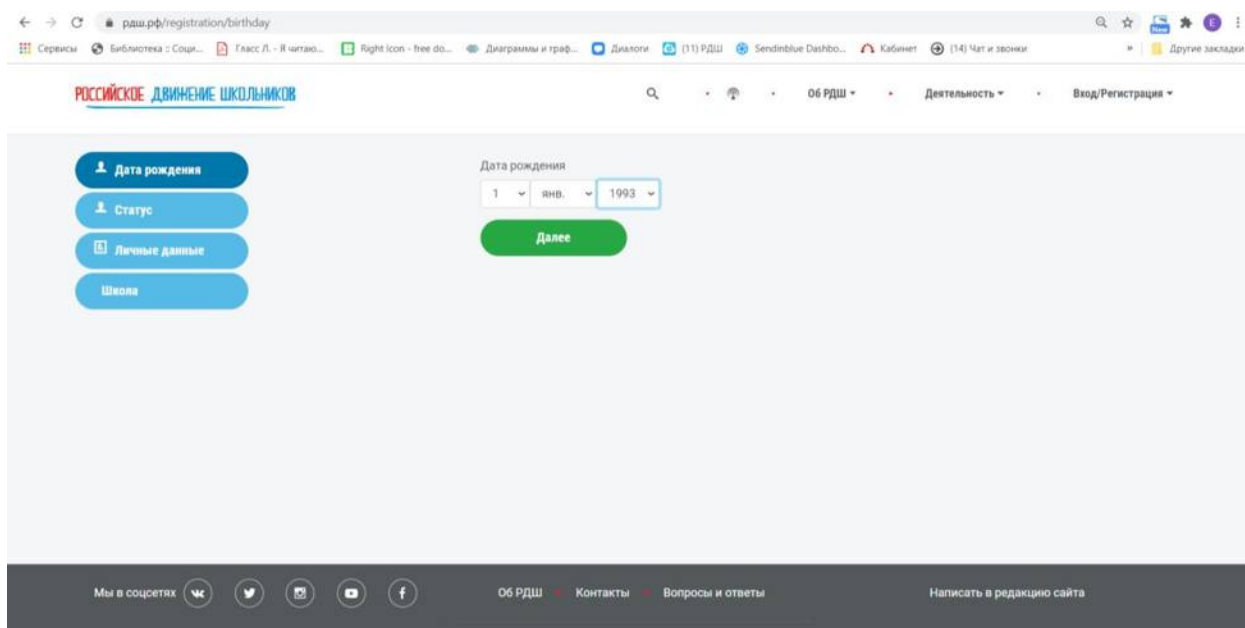 рдш.рф/registration/birthday
Сервисы Библиотека :: Соци... Гласс Л. - Я читаю... Right Icon - free do... Диаграммы и граф... Диалоги (11) РДШ Sendinblue Dashbo... Кабинет (14) Чат и звонки » Другие закладки
РОССИЙСКОЕ ДВИЖЕНИЕ ШКОЛЬНИКОВ
Об РДШ Деятельность Вход/Регистрация
Дата рождения
Статус
Личные данные
Школа
Дата рождения
1 янв. 1993
Далее
Мы в соцсетях Об РДШ Контакты Вопросы и ответы Написать в редакцию сайта
New
E